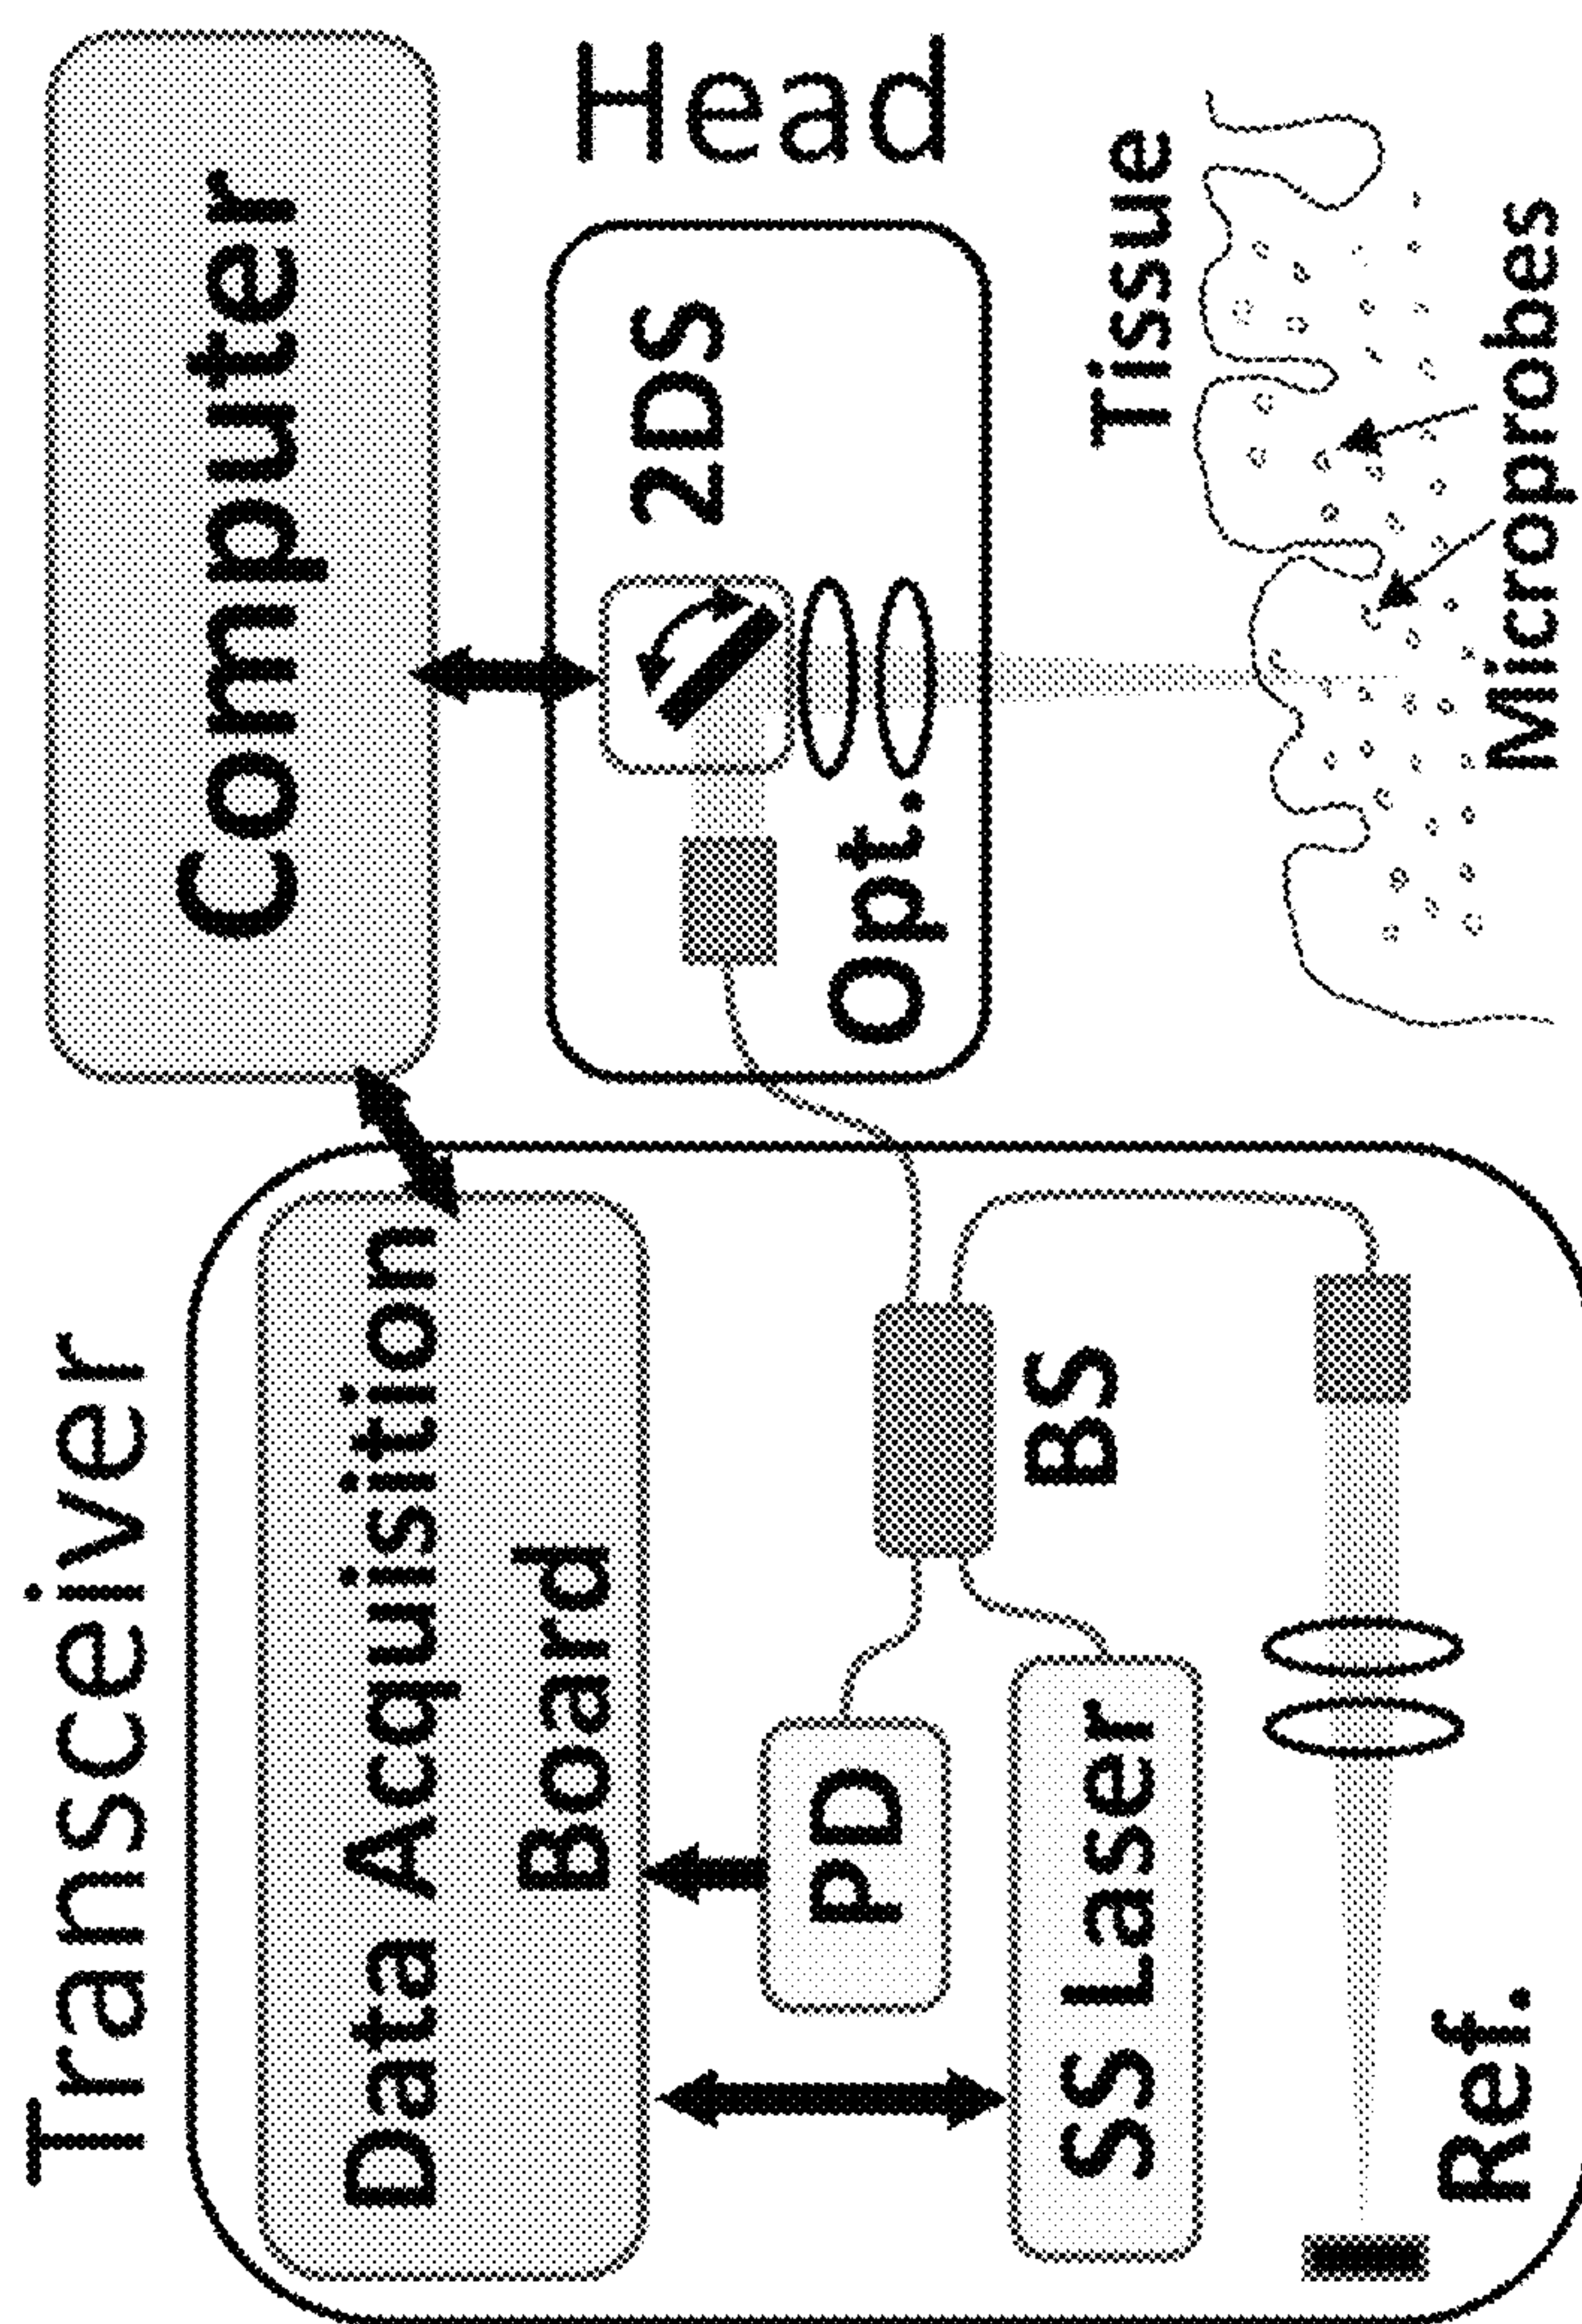 Transceiver
Data Acquisition
Board
PD
SS Laser
BS
Ref.
Computer
Head
2DS
Opt.
Tissue
Microprobes